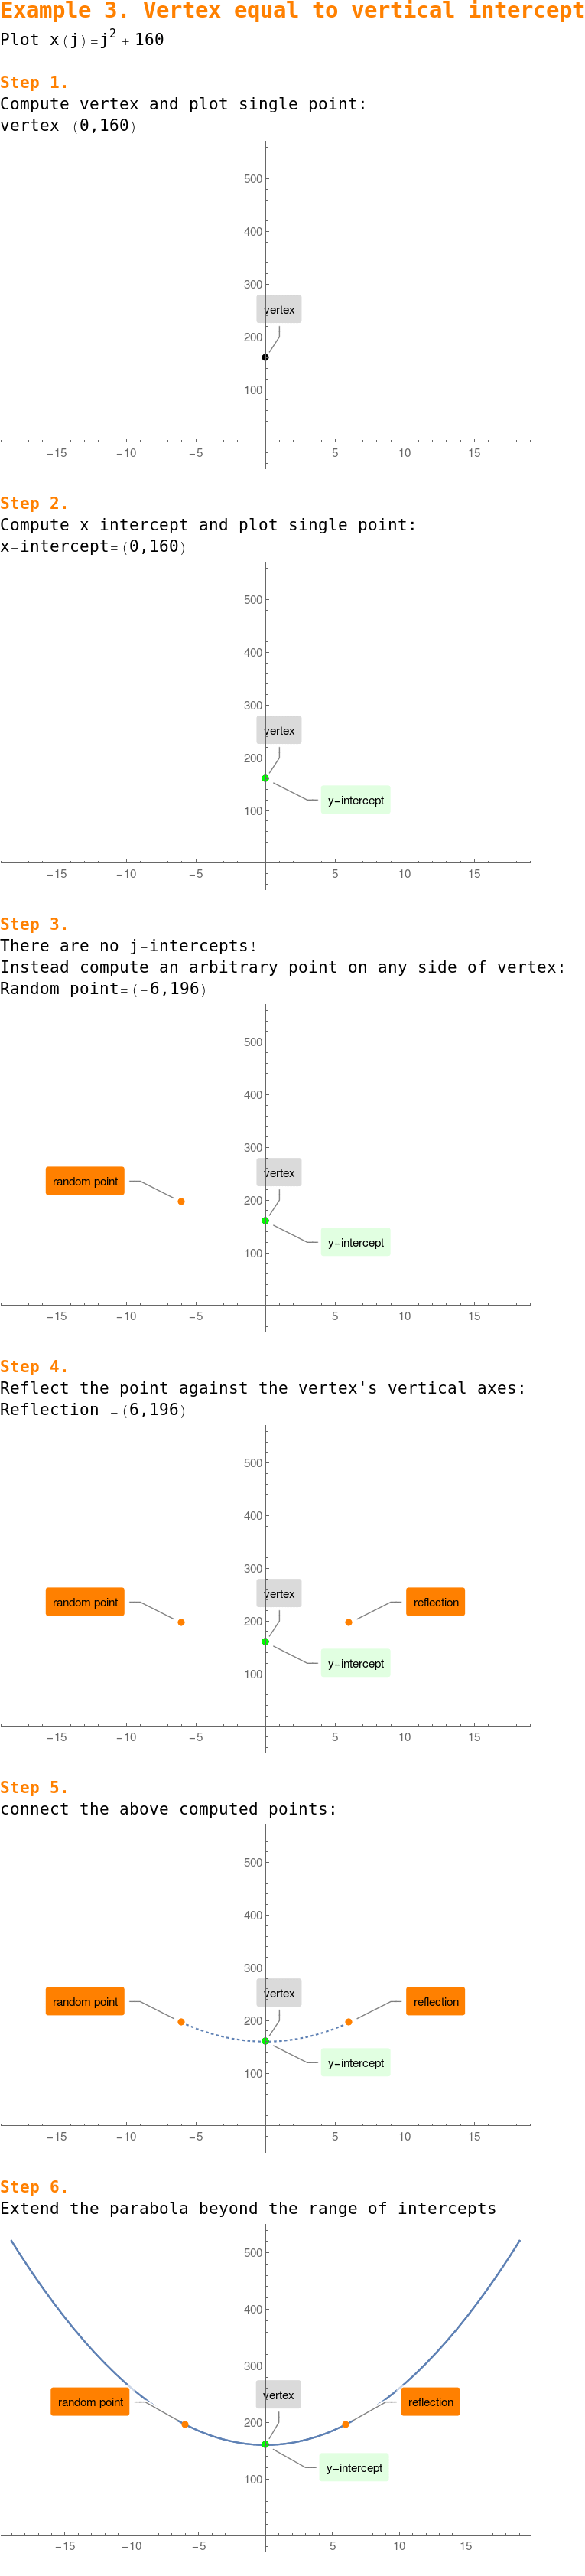 Example 3. Vertex equal to vertical intercept
Plot x(j)=j² + 160
Step 1.
Compute vertex and plot single point:
vertex=(0,160)
500
400
300
vertex
200
100
−15 −10 −5 5 10 15
Step 2.
Compute x−intercept and plot single point:
x−intercept=(0,160)
500
400
300
vertex
200
y−intercept
100
−15 −10 −5 5 10 15
Step 3.
There are no j−intercepts!
Instead compute an arbitrary point on any side of vertex:
Random point=(−6,196)
500
400
300
random point vertex
200
y−intercept
100
−15 −10 −5 5 10 15
Step 4.
Reflect the point against the vertex's vertical axes:
Reflection =(6,196)
500
400
300
random point vertex reflection
200
y−intercept
100
−15 −10 −5 5 10 15
Step 5.
connect the above computed points:
500
400
300
random point vertex reflection
200
y−intercept
100
−15 −10 −5 5 10 15
Step 6.
Extend the parabola beyond the range of intercepts
500
400
300
random point vertex reflection
200
y−intercept
100
−15 −10 −5 5 10 15